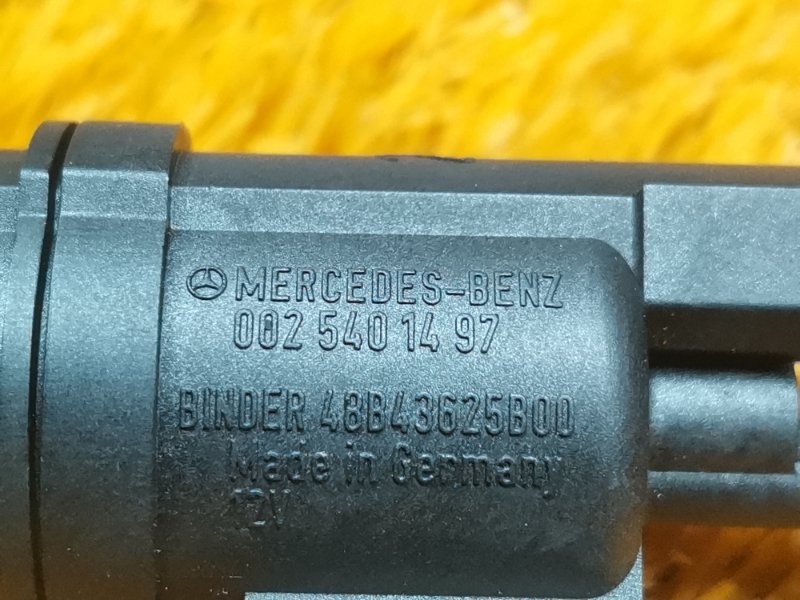 MERCEDES-BENZ
002 540 14 97
BINDER 48B43625B00
Made in Germany
12V